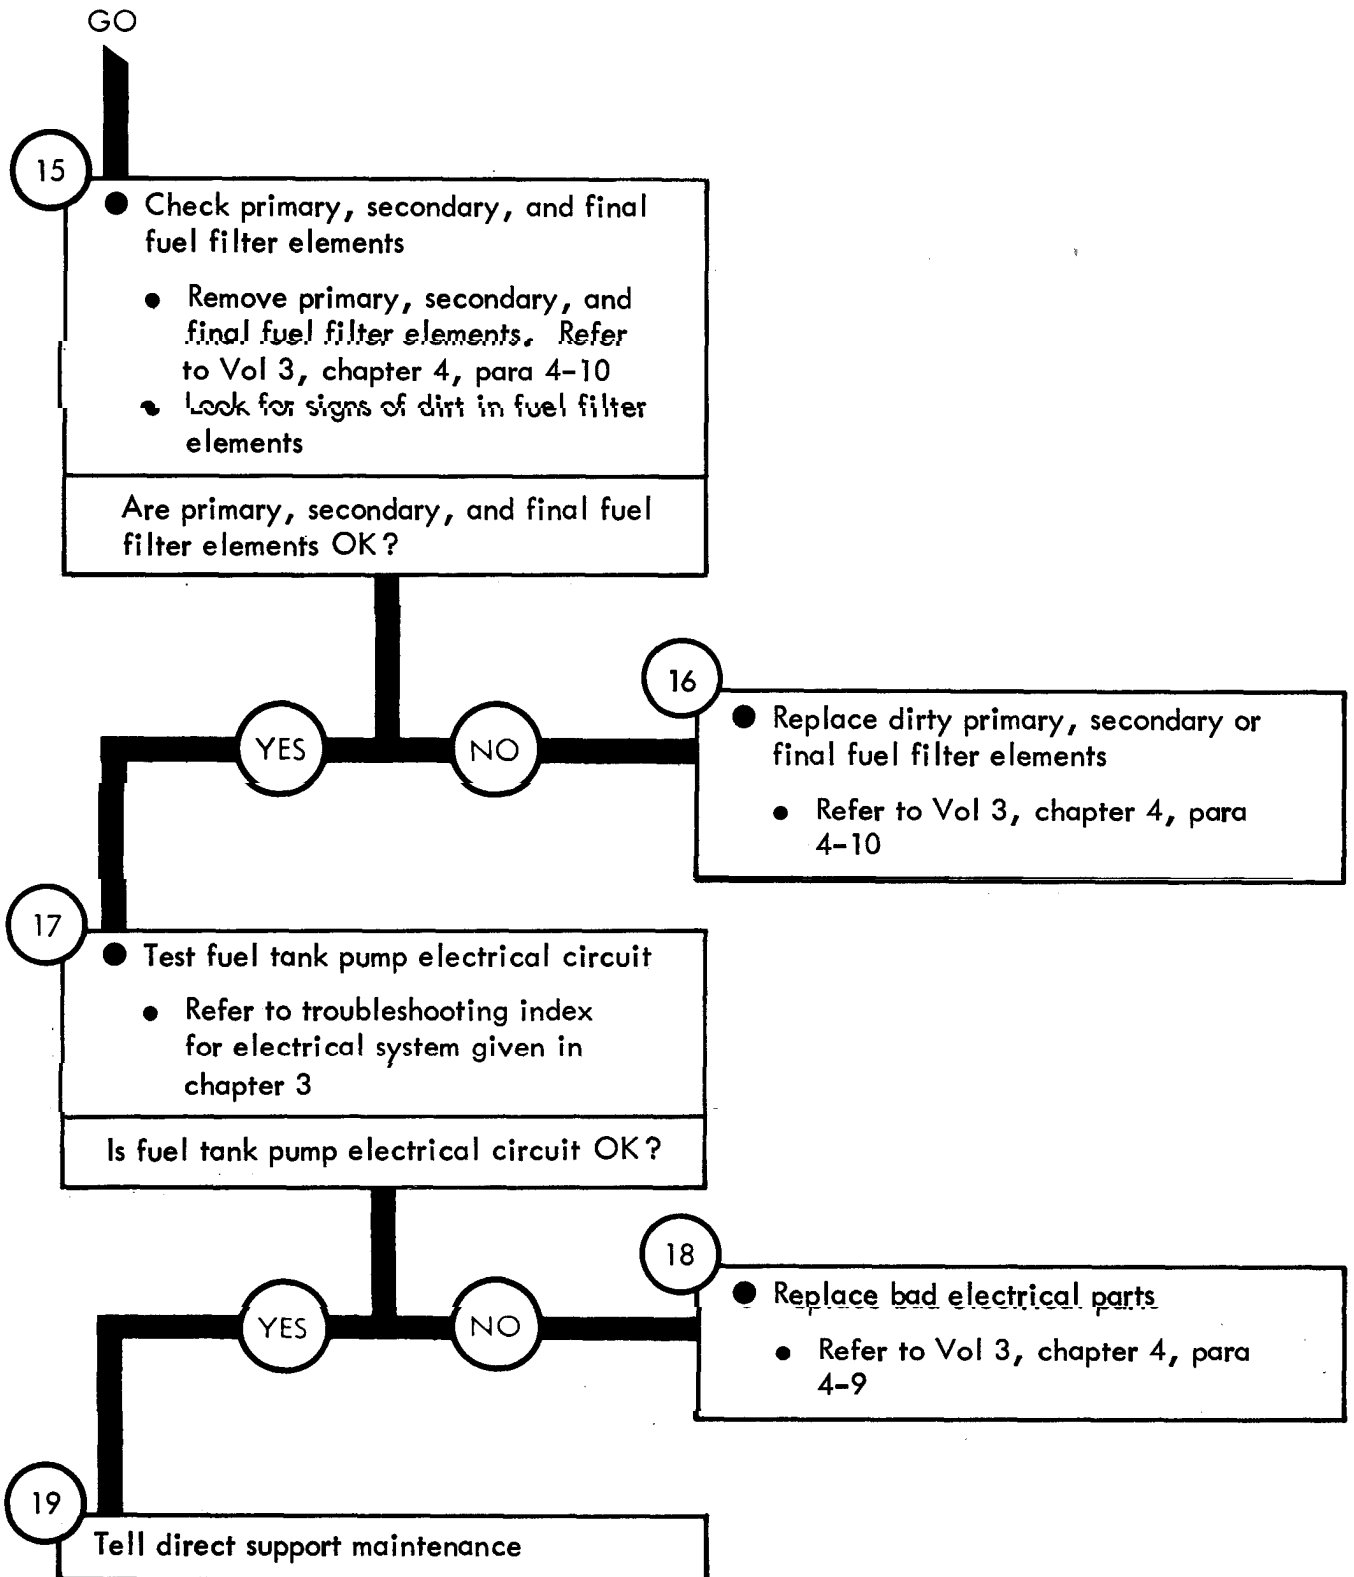 GO
15
● Check primary, secondary, and final
fuel filter elements
● Remove primary, secondary, and
final fuel filter elements. Refer
to Vol 3, chapter 4, para 4-10
● Look for signs of dirt in fuel filter
elements
Are primary, secondary, and final fuel
filter elements OK?
YES
NO
16
● Replace dirty primary, secondary or
final fuel filter elements
● Refer to Vol 3, chapter 4, para
4-10
17
● Test fuel tank pump electrical circuit
● Refer to troubleshooting index
for electrical system given in
chapter 3
Is fuel tank pump electrical circuit OK?
YES
NO
18
● Replace bad electrical parts
● Refer to Vol 3, chapter 4, para
4-9
19
Tell direct support maintenance